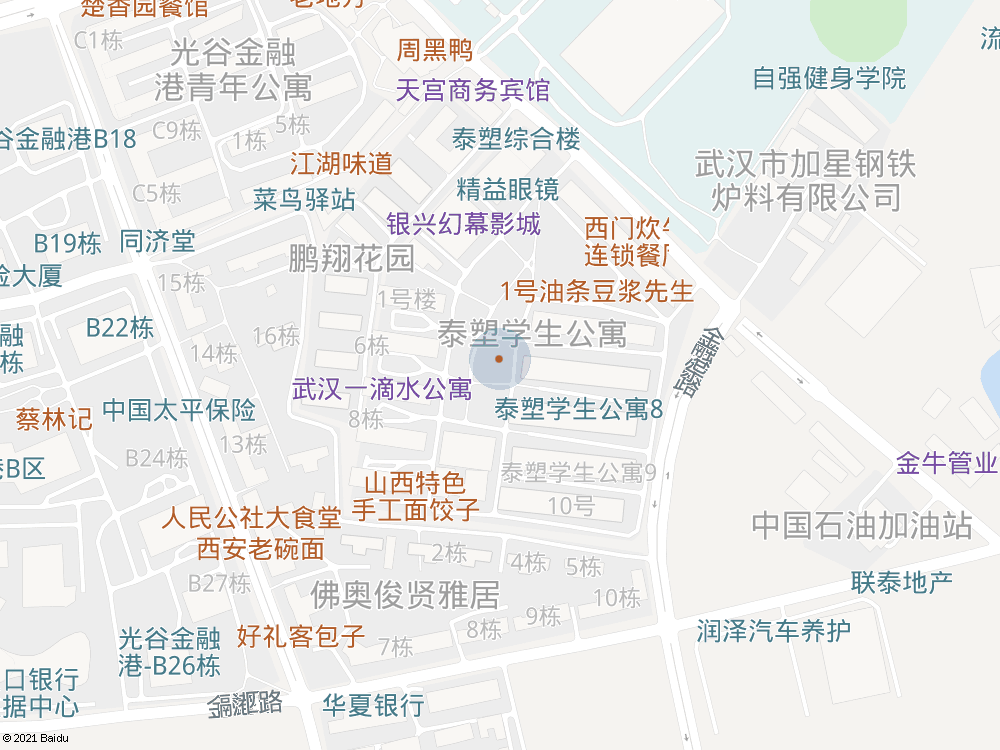 楚香园餐馆
老地方
C1栋
光谷金融
港青年公寓
周黑鸭
天宫商务宾馆
自强健身学院
流
C9栋
5栋
1栋
谷金融港B18
泰塑综合楼
江湖味道
武汉市加星钢铁
炉料有限公司
C5栋
菜鸟驿站
精益眼镜
银兴幻幕影城
西门炊
连锁餐
B19栋
同济堂
鹏翔花园
险大厦
15栋
1号楼
1号油条豆浆先生
B22栋
融
栋
16栋
6栋
14栋
泰塑学生公寓
武汉一滴水公寓
蔡林记
中国太平保险
8栋
泰塑学生公寓8
13栋
B24栋
港B区
金牛管业
泰塑学生公寓9
10号
山西特色
手工面饺子
人民公社大食堂
西安老碗面
中国石油加油站
2栋
4栋
5栋
B27栋
佛奥俊贤雅居
10栋
联泰地产
9栋
8栋
7栋
润泽汽车养护
光谷金融
港-B26栋
好礼客包子
口银行
据中心
华夏银行
© 2021 Baidu